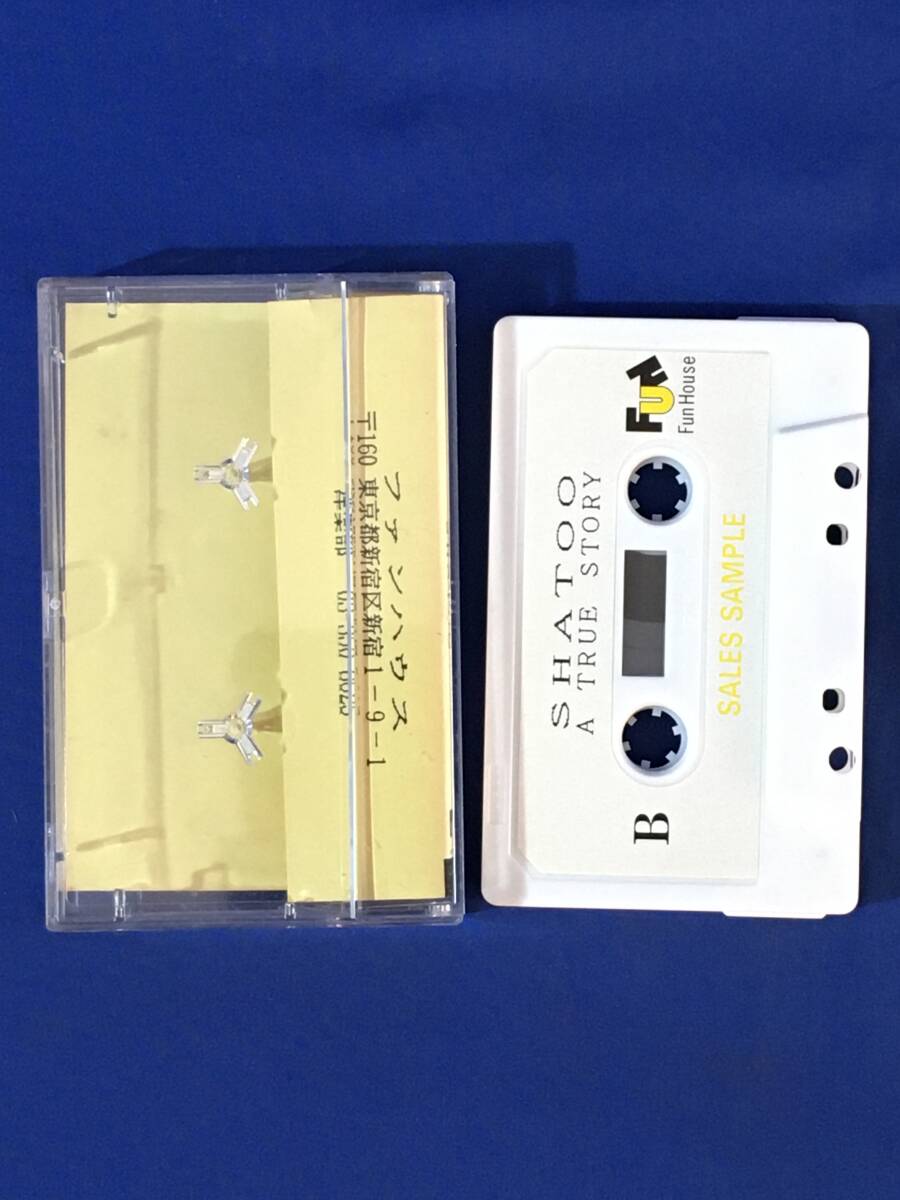 ファンハウス
〒160 東京都新宿区新宿1-9-1
FUN
Fun House
SHATOO
A TRUE STORY
SALES SAMPLE
B